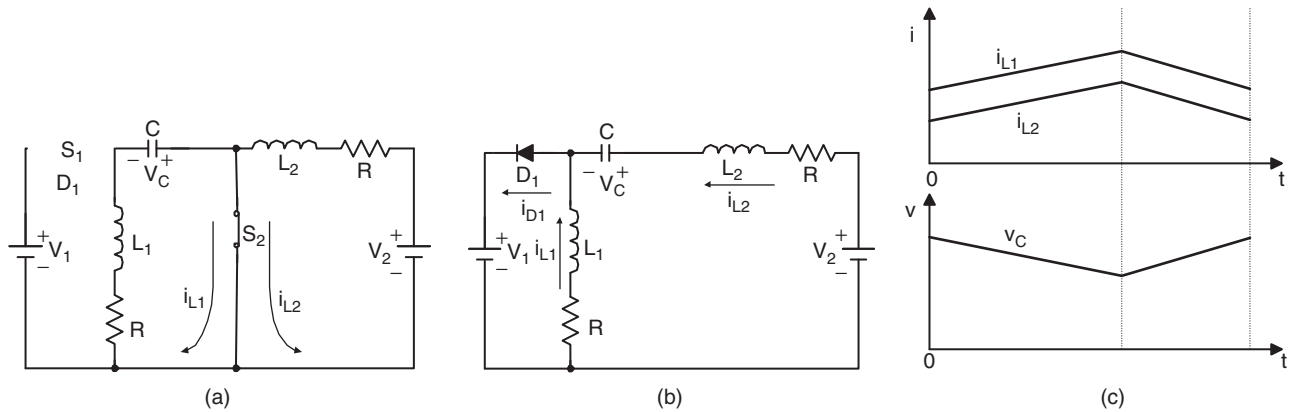 S1
D1
C
− VC +
L2
R
+
V1
−
L1
R
S2
iL1
iL2
V2
+
−
(a)
D1
iD1
C
− VC +
L2
iL2
R
+
V1
−
iL1
L1
R
V2
+
−
(b)
i
iL1
iL2
0
t
v
vC
0
t
(c)